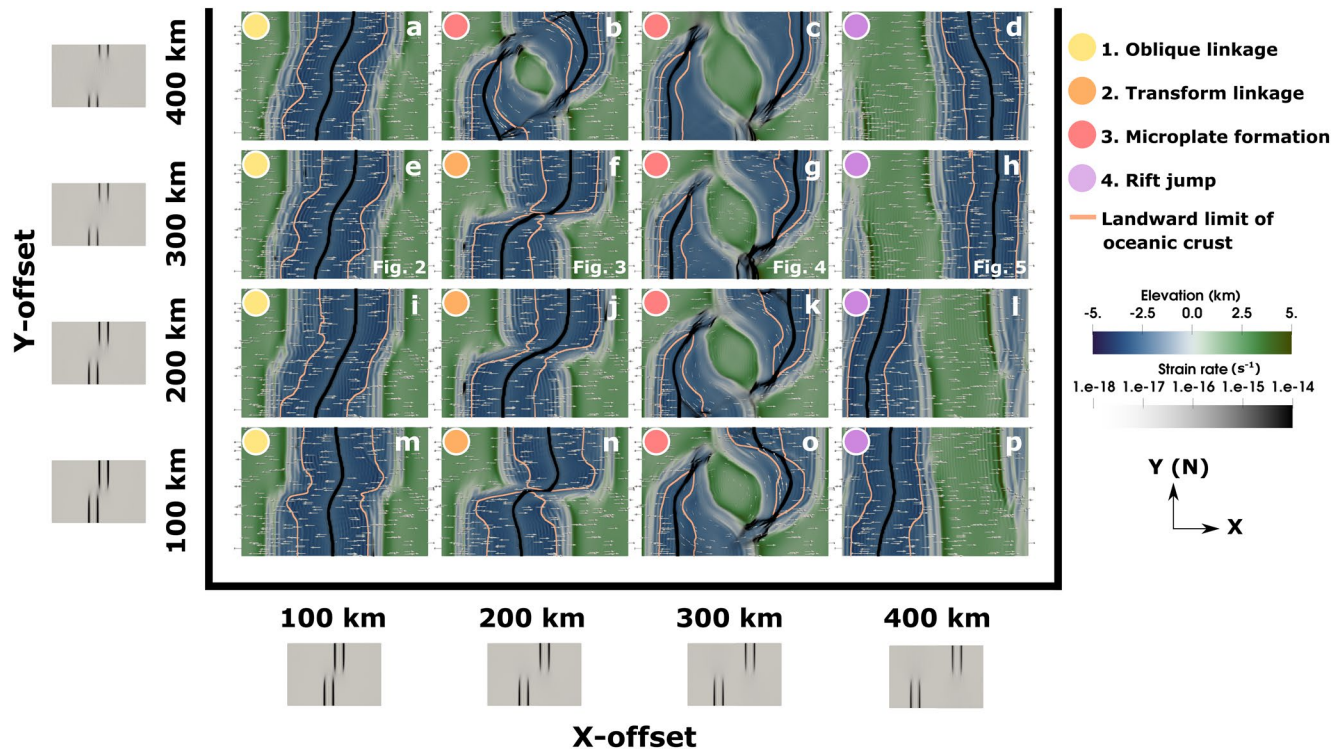 Y-offset
400 km
300 km
200 km
100 km
a
b
c
d
e
f
g
h
Fig. 2
Fig. 3
Fig. 4
Fig. 5
i
j
k
l
m
n
o
p
100 km
200 km
300 km
400 km
X-offset
1. Oblique linkage
2. Transform linkage
3. Microplate formation
4. Rift jump
Landward limit of
oceanic crust
Elevation (km)
-5. -2.5 0.0 2.5 5.
Strain rate (s⁻¹)
1.e-18 1.e-17 1.e-16 1.e-15 1.e-14
Y (N)
X